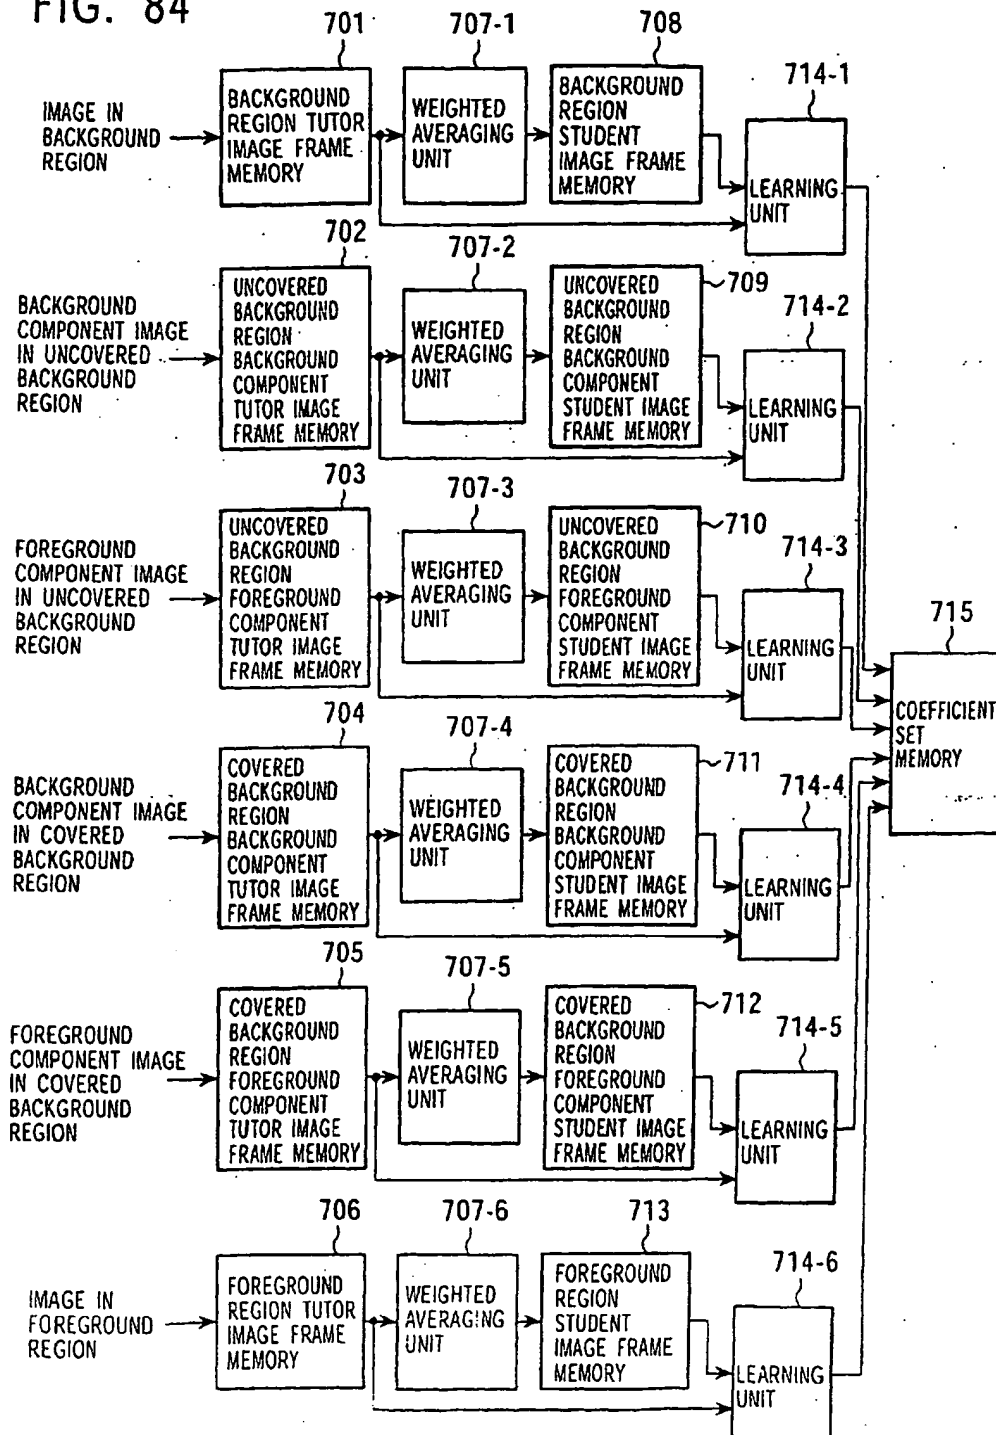 FIG. 84
701
707-1
708
714-1
IMAGE IN
BACKGROUND
REGION
BACKGROUND
REGION TUTOR
IMAGE FRAME
MEMORY
WEIGHTED
AVERAGING
UNIT
BACKGROUND
REGION
STUDENT
IMAGE FRAME
MEMORY
LEARNING
UNIT
702
707-2
709
714-2
BACKGROUND
COMPONENT IMAGE
IN UNCOVERED
BACKGROUND
REGION
UNCOVERED
BACKGROUND
REGION
BACKGROUND
COMPONENT
TUTOR IMAGE
FRAME MEMORY
WEIGHTED
AVERAGING
UNIT
UNCOVERED
BACKGROUND
REGION
BACKGROUND
COMPONENT
STUDENT IMAGE
FRAME MEMORY
LEARNING
UNIT
703
707-3
710
714-3
FOREGROUND
COMPONENT IMAGE
IN UNCOVERED
BACKGROUND
REGION
UNCOVERED
BACKGROUND
REGION
FOREGROUND
COMPONENT
TUTOR IMAGE
FRAME MEMORY
WEIGHTED
AVERAGING
UNIT
UNCOVERED
BACKGROUND
REGION
FOREGROUND
COMPONENT
STUDENT IMAGE
FRAME MEMORY
LEARNING
UNIT
715
COEFFICIENT
SET
MEMORY
704
707-4
711
714-4
BACKGROUND
COMPONENT IMAGE
IN COVERED
BACKGROUND
REGION
COVERED
BACKGROUND
REGION
BACKGROUND
COMPONENT
TUTOR IMAGE
FRAME MEMORY
WEIGHTED
AVERAGING
UNIT
COVERED
BACKGROUND
REGION
BACKGROUND
COMPONENT
STUDENT IMAGE
FRAME MEMORY
LEARNING
UNIT
705
707-5
712
714-5
FOREGROUND
COMPONENT IMAGE
IN COVERED
BACKGROUND
REGION
COVERED
BACKGROUND
REGION
FOREGROUND
COMPONENT
TUTOR IMAGE
FRAME MEMORY
WEIGHTED
AVERAGING
UNIT
COVERED
BACKGROUND
REGION
FOREGROUND
COMPONENT
STUDENT IMAGE
FRAME MEMORY
LEARNING
UNIT
706
707-6
713
714-6
IMAGE IN
FOREGROUND
REGION
FOREGROUND
REGION TUTOR
IMAGE FRAME
MEMORY
WEIGHTED
AVERAGING
UNIT
FOREGROUND
REGION
STUDENT
IMAGE FRAME
MEMORY
LEARNING
UNIT